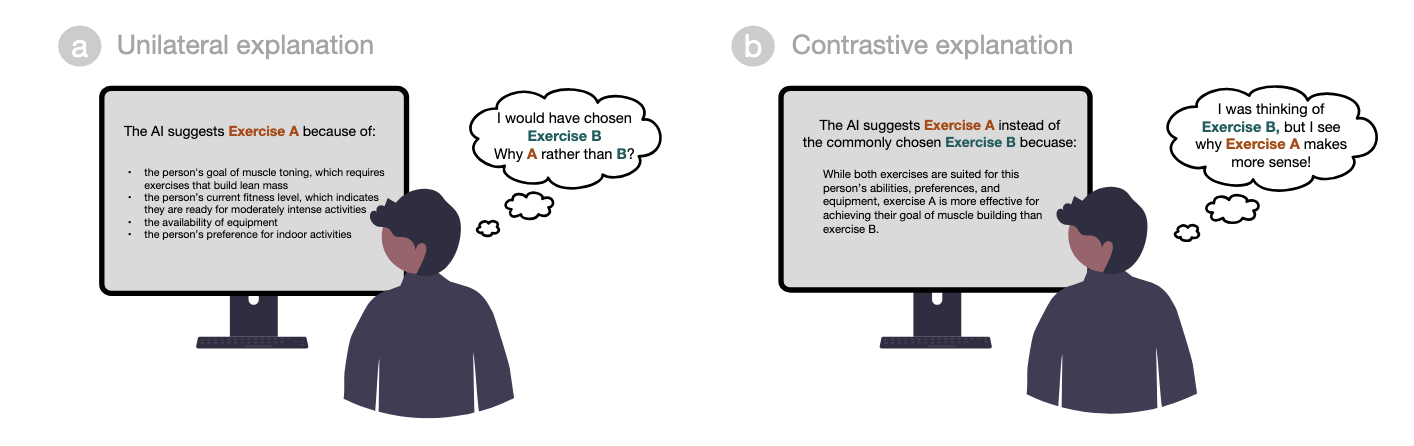 a Unilateral explanation
The AI suggests Exercise A because of:
• the person's goal of muscle toning, which requires
exercises that build lean mass
• the person's current fitness level, which indicates
they are ready for moderately intense activities
• the availability of equipment
• the person's preference for indoor activities
I would have chosen
Exercise B
Why A rather than B?
b Contrastive explanation
The AI suggests Exercise A instead of
the commonly chosen Exercise B becuase:
While both exercises are suited for this
person's abilities, preferences, and
equipment, exercise A is more effective for
achieving their goal of muscle building than
exercise B.
I was thinking of
Exercise B, but I see
why Exercise A makes
more sense!